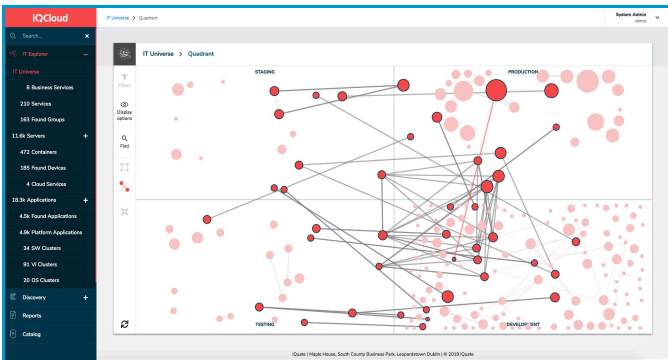 iQCloud
IT Universe > Quadrant
System Admin
demo
Search...
IT Explorer
IT Universe > Quadrant
IT Universe
Filters
STAGING
PRODUCTION
8 Business Services
210 Services
Display
options
163 Found Groups
11.6k Servers
Find
472 Containers
185 Found Devices
4 Cloud Services
18.3k Applications
4.5k Found Applications
4.9k Platform Applications
34 SW Clusters
91 VI Clusters
20 OS Clusters
Discovery
Reports
TESTING
DEVELOPMENT
Catalog
iQuate | Maple House, South County Business Park, Leopardstown Dublin | © 2019 iQuate